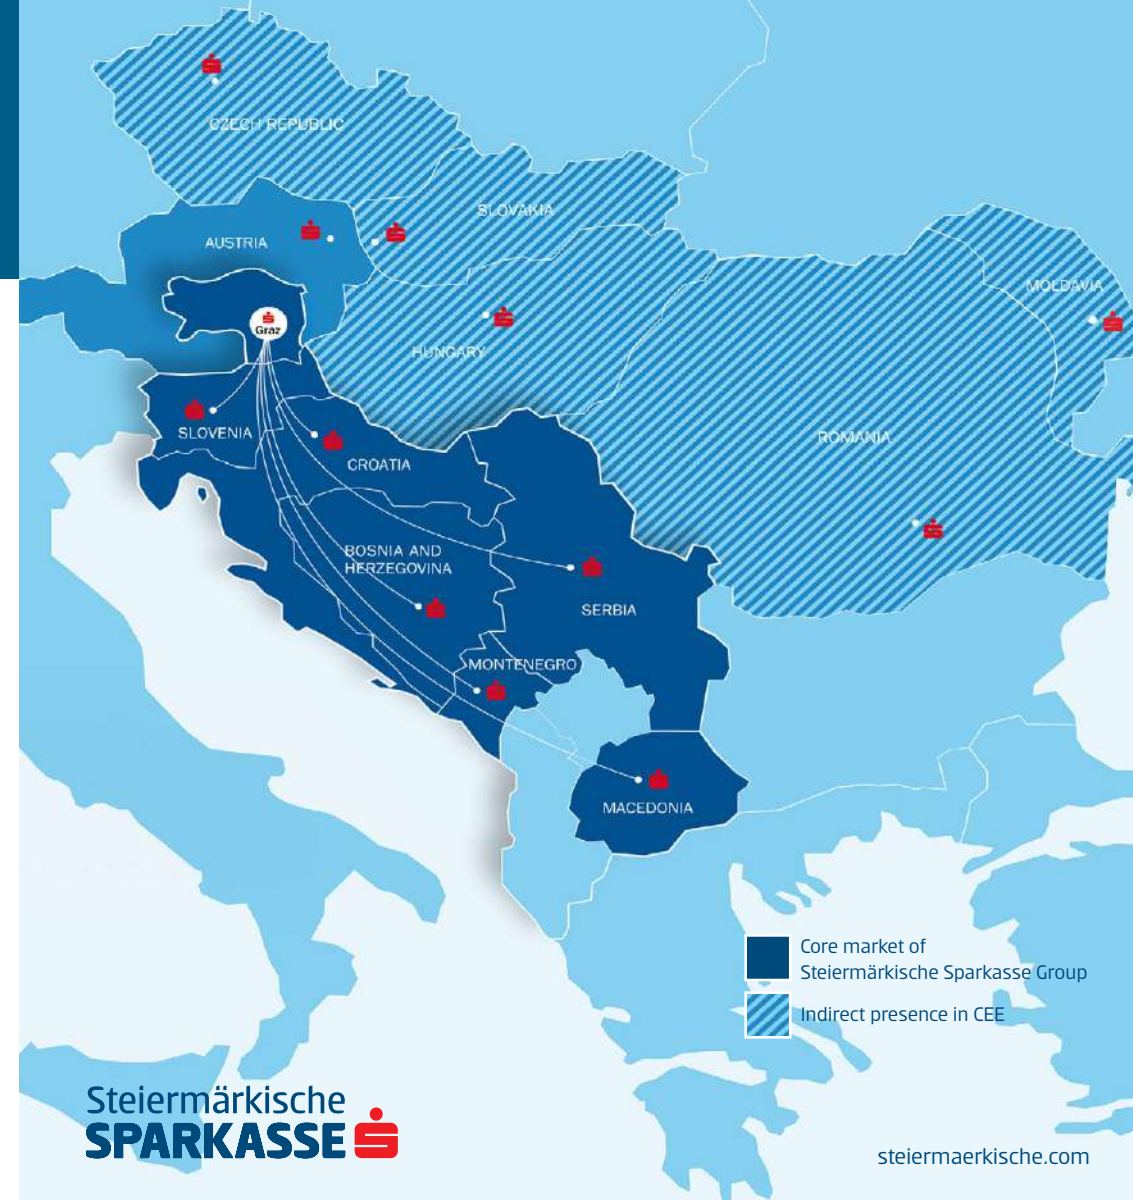 CZECH REPUBLIC
SLOVAKIA
AUSTRIA
MOLDAVIA
Graz
HUNGARY
SLOVENIA
ROMANIA
CROATIA
BOSNIA AND
HERZEGOVINA
SERBIA
MONTENEGRO
MACEDONIA
Core market of
Steiermärkische Sparkasse Group
Indirect presence in CEE
Steiermärkische
SPARKASSE
steiermaerkische.com